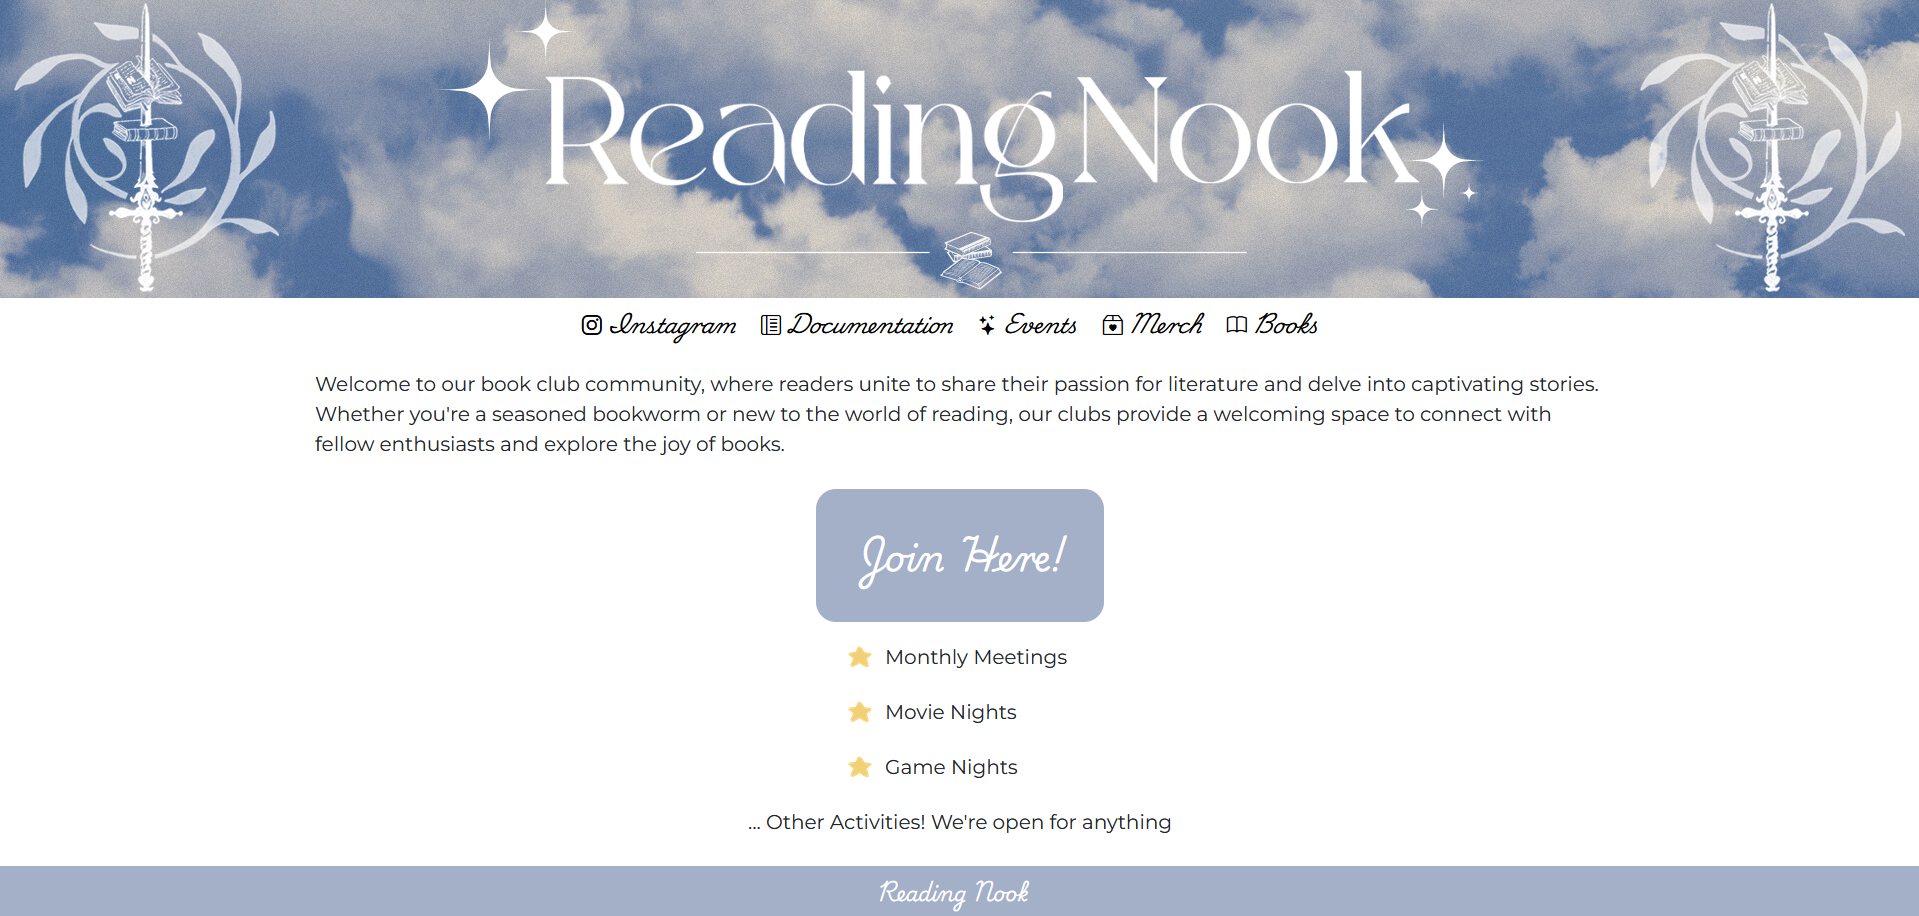 Reading Nook
Instagram Documentation Events Merch Books
Welcome to our book club community, where readers unite to share their passion for literature and delve into captivating stories.
Whether you're a seasoned bookworm or new to the world of reading, our clubs provide a welcoming space to connect with
fellow enthusiasts and explore the joy of books.
Join Here!
Monthly Meetings
Movie Nights
Game Nights
... Other Activities! We're open for anything
Reading Nook